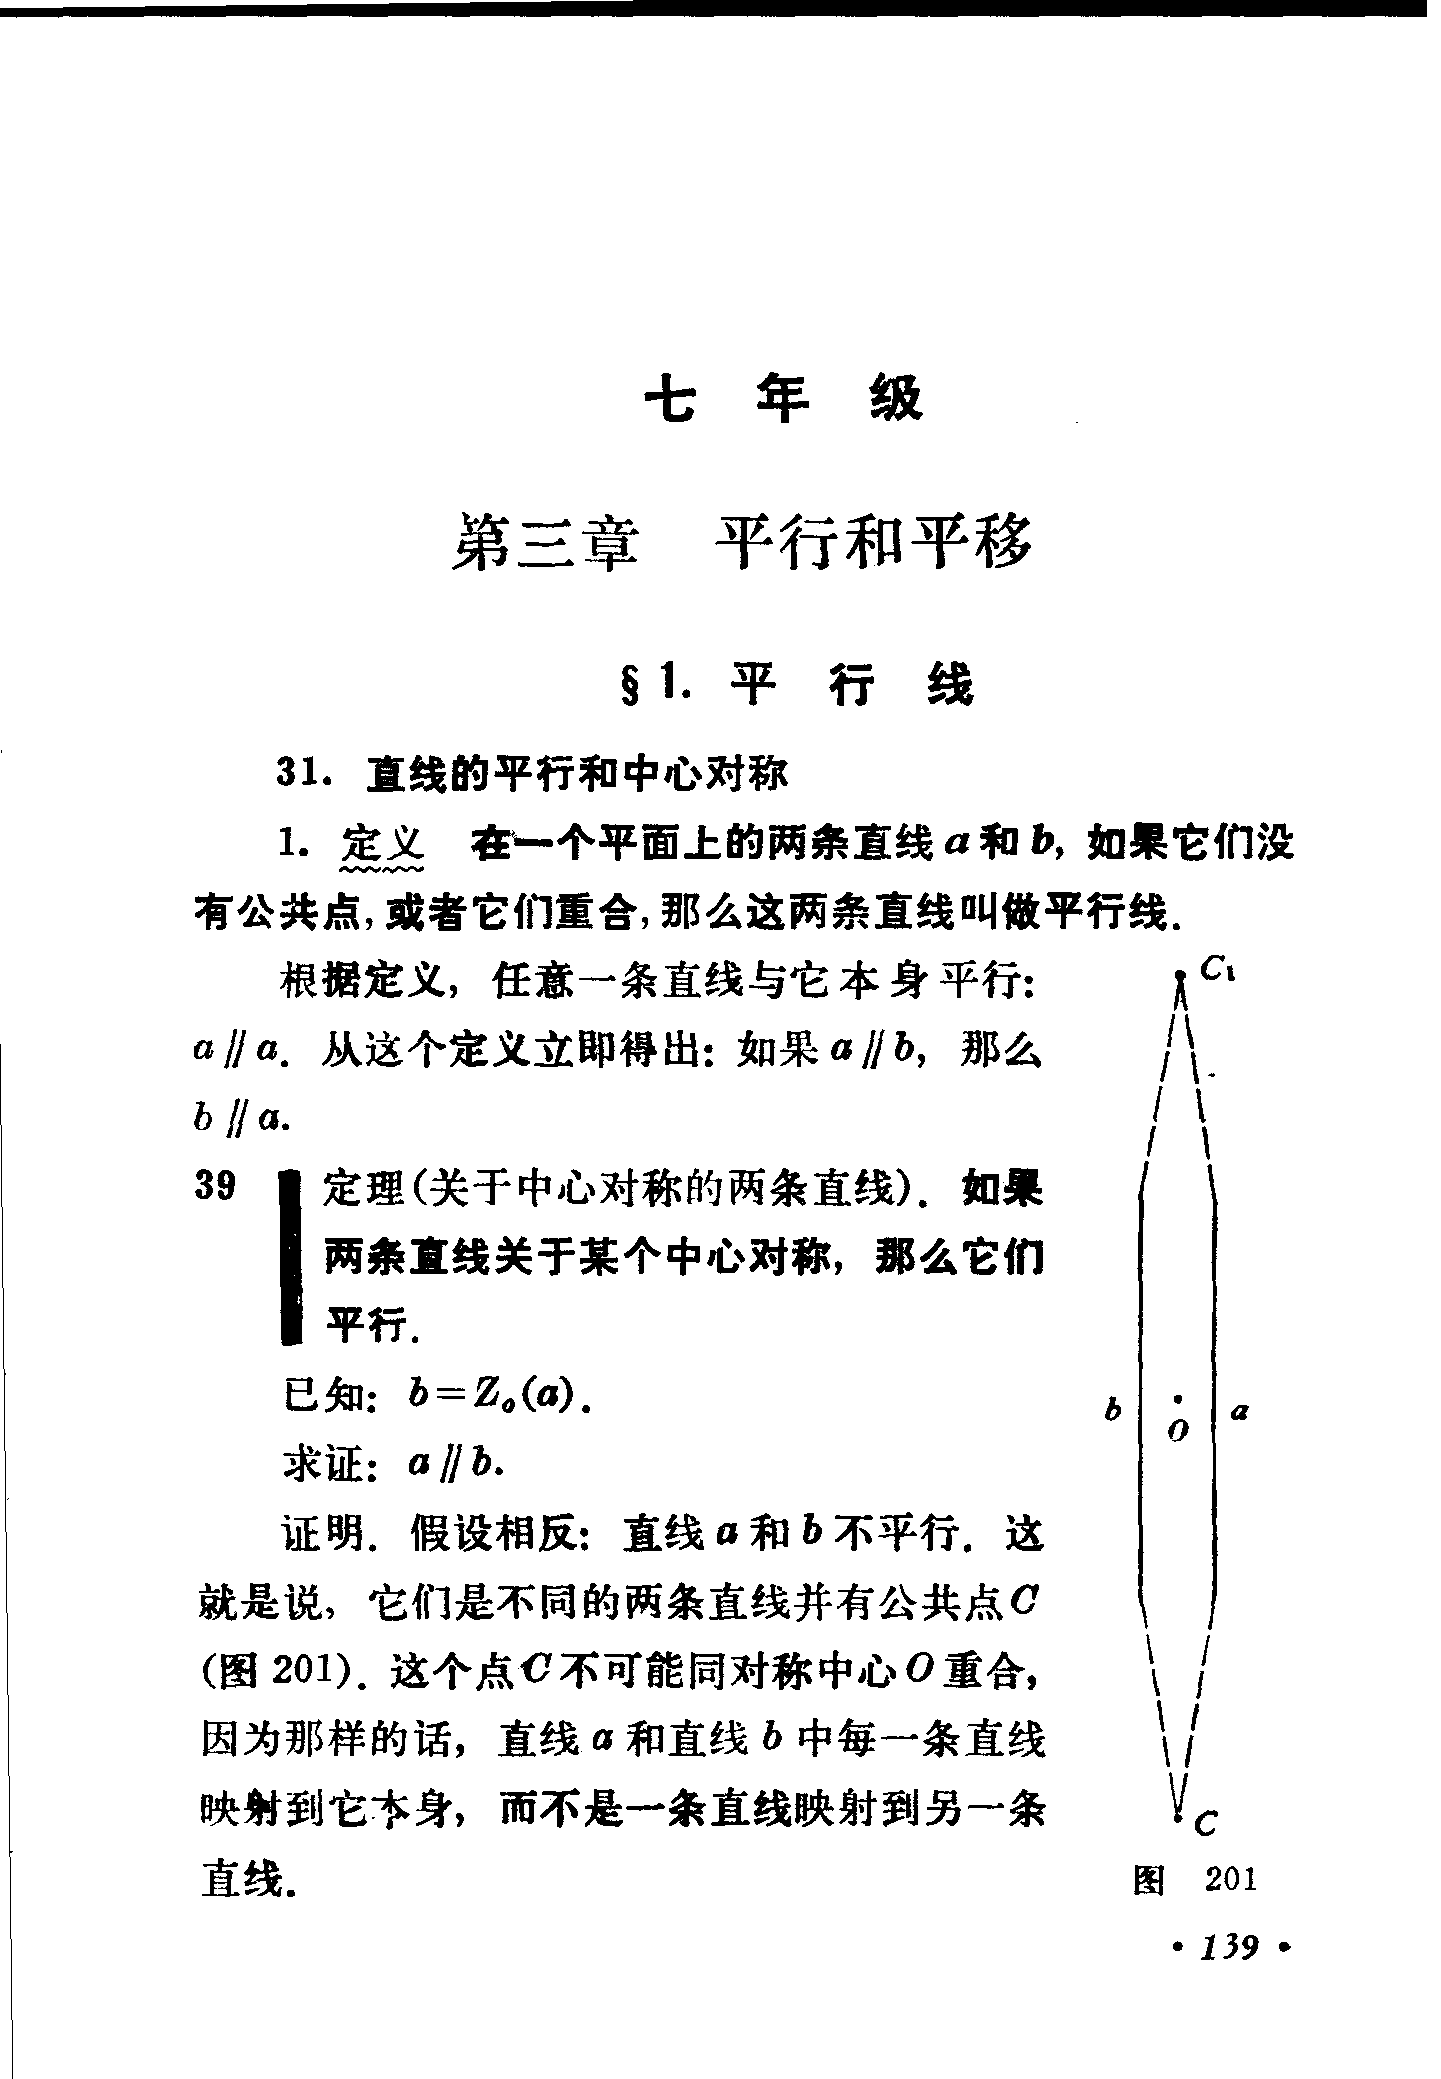 七 年 级
第三章 平行和平移
§1. 平 行 线
31. 直线的平行和中心对称
1. 定义 在一个平面上的两条直线a和b, 如果它们没
有公共点, 或者它们重合, 那么这两条直线叫做平行线.
根据定义, 任意一条直线与它本身平行:
a∥a. 从这个定义立即得出: 如果a∥b, 那么
b∥a.
39 定理(关于中心对称的两条直线). 如果
两条直线关于某个中心对称, 那么它们
平行.
已知: b=Zₒ(a).
求证: a∥b.
证明. 假设相反: 直线a和b不平行. 这
就是说, 它们是不同的两条直线并有公共点C
(图 201). 这个点C不可能同对称中心O重合,
因为那样的话, 直线a和直线b中每一条直线
映射到它本身, 而不是一条直线映射到另一条
直线.
C₁
b
O
a
C
图 201
·139·